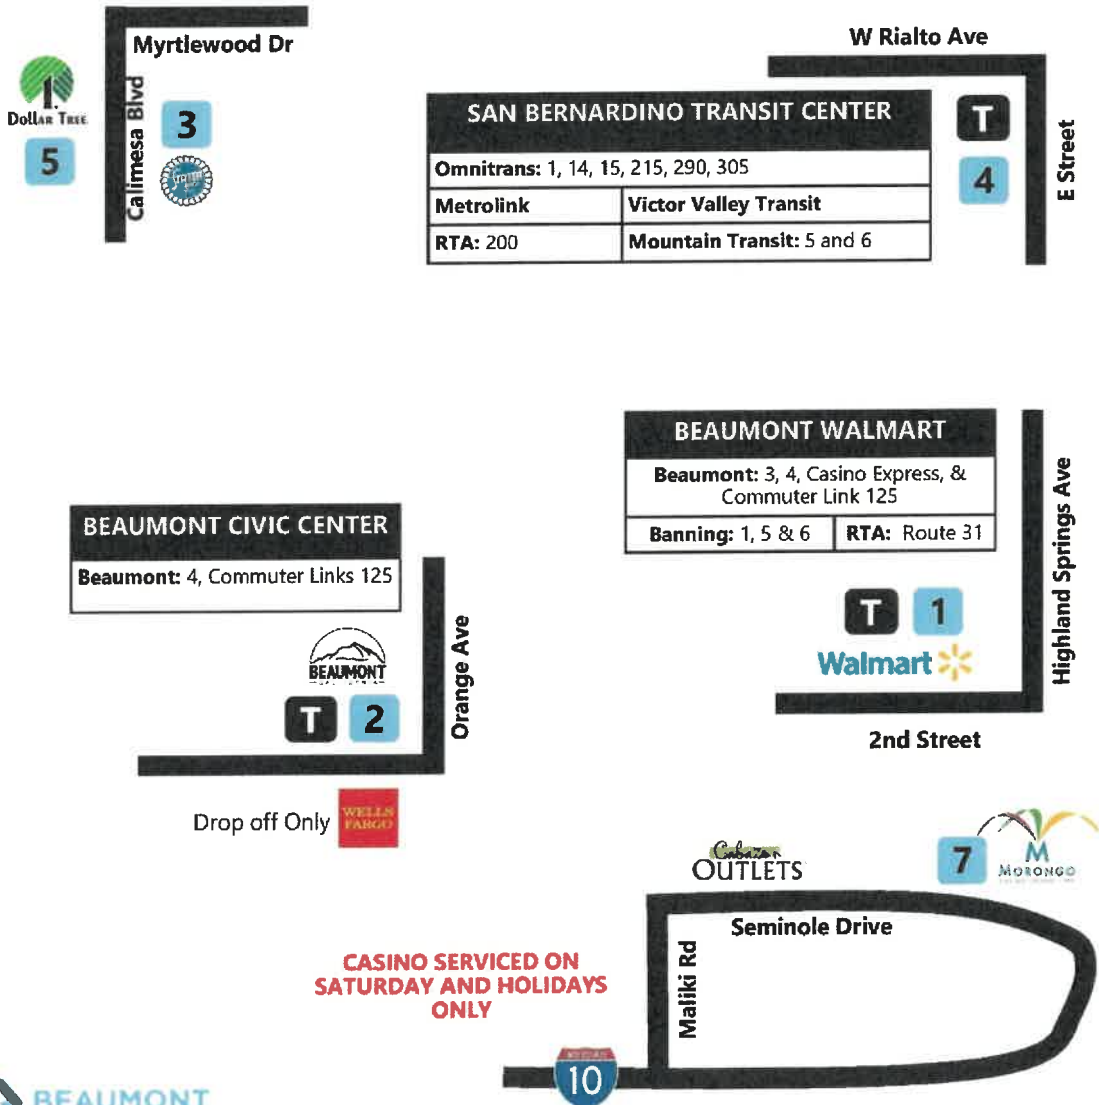 Myrtlewood Dr
Calimesa Blvd
DOLLAR TREE
5
3
W Rialto Ave
E Street
SAN BERNARDINO TRANSIT CENTER
Omnitrans: 1, 14, 15, 215, 290, 305
Metrolink
Victor Valley Transit
RTA: 200
Mountain Transit: 5 and 6
T
4
BEAUMONT WALMART
Beaumont: 3, 4, Casino Express, &
Commuter Link 125
Banning: 1, 5 & 6
RTA: Route 31
T
1
Walmart
Highland Springs Ave
2nd Street
BEAUMONT CIVIC CENTER
Beaumont: 4, Commuter Links 125
BEAUMONT
T
2
Orange Ave
Drop off Only
WELLS
FARGO
Cabazon
OUTLETS
7
M
MORONGO
Seminole Drive
Maliki Rd
CASINO SERVICED ON
SATURDAY AND HOLIDAYS
ONLY
10
BEAUMONT